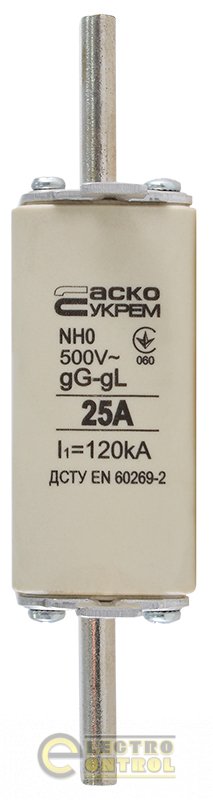 аско
УКРЕМ
NH0
500V~
060
gG-gL
25A
I₁=120kA
ДСТУ EN 60269-2
ELECTRO
CONTROL